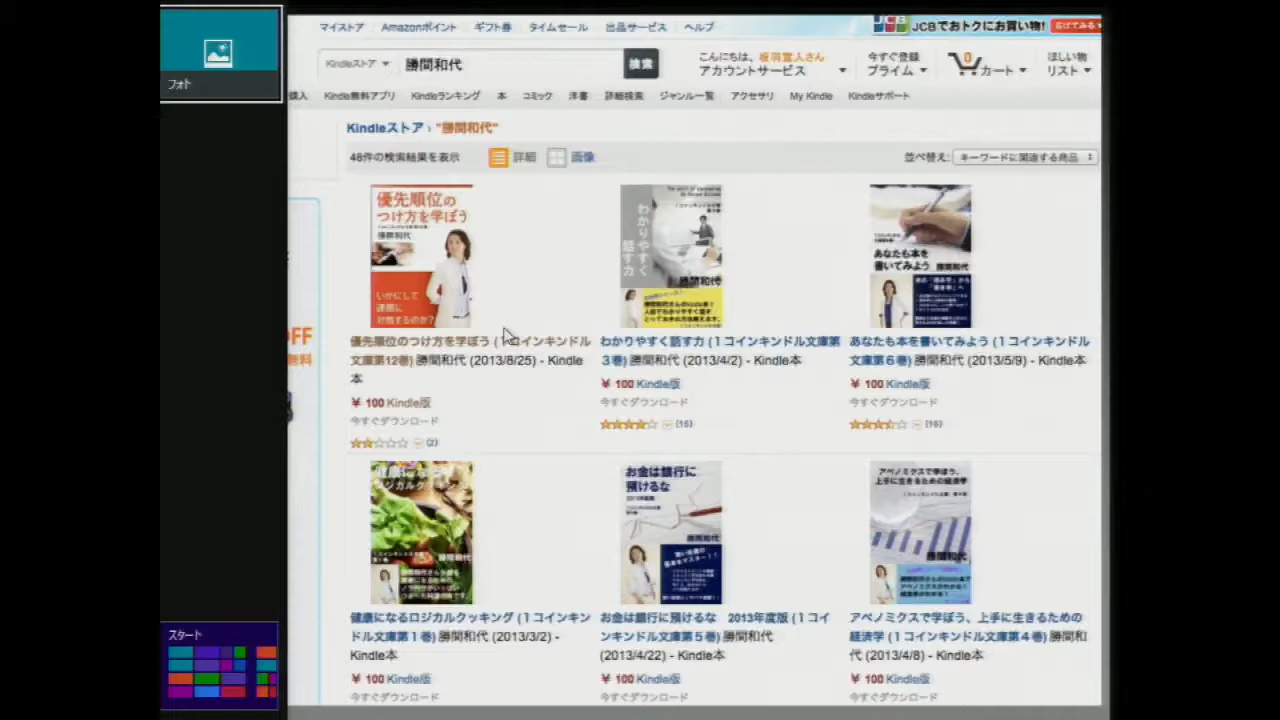 フォト
スタート
マイストア Amazonポイント ギフト券 タイムセール 出品サービス ヘルプ
JCBでおトクにお買い物!
Kindleストア 勝間和代 検索
こんにちは、
アカウントサービス
今すぐ登録
プライム
0
カート
ほしい物
リスト
購入 Kindle無料アプリ Kindleランキング 本 コミック 洋書 詳細検索 ジャンル一覧 アクセサリ My Kindle Kindleサポート
Kindleストア › "勝間和代"
48件の検索結果を表示 詳細 画像 並べ替え: キーワードに関連する商品
OFF
無料
優先順位の
つけ方を学ぼう
勝間和代
いかにして
わかりやすく
話す力
勝間和代
あなたも本を
書いてみよう 勝間和代
優先順位のつけ方を学ぼう (1コインキンドル
文庫第12巻) 勝間和代 (2013/8/25) - Kindle
本
¥ 100 Kindle版
今すぐダウンロード
(2)
わかりやすく話す力 (1コインキンドル文庫第
3巻) 勝間和代 (2013/4/2) - Kindle本
¥ 100 Kindle版
今すぐダウンロード
(15)
あなたも本を書いてみよう (1コインキンドル
文庫第6巻) 勝間和代 (2013/5/9) - Kindle本
¥ 100 Kindle版
今すぐダウンロード
(16)
健康になる
ロジカルクッキング
勝間和代
お金は銀行に
預けるな
勝間和代
アベノミクスで学ぼう、
上手に生きるための経済学
勝間和代
健康になるロジカルクッキング (1コインキン
ドル文庫第1巻) 勝間和代 (2013/3/2) -
Kindle本
¥ 100 Kindle版
今すぐダウンロード
お金は銀行に預けるな 2013年度版 (1コイ
ンキンドル文庫第5巻) 勝間和代
(2013/4/22) - Kindle本
¥ 100 Kindle版
今すぐダウンロード
アベノミクスで学ぼう、上手に生きるための
経済学 (1コインキンドル文庫第4巻) 勝間和
代 (2013/4/8) - Kindle本
¥ 100 Kindle版
今すぐダウンロード